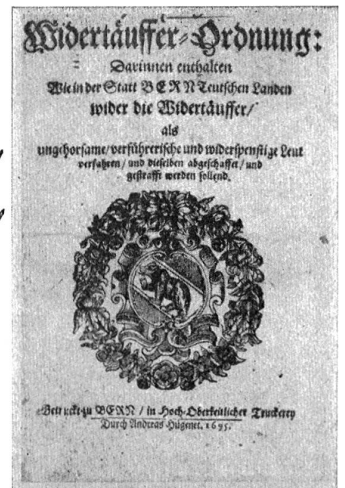 Widertäuffer-Ordnung:
Darinnen enthalten
Wie in der Statt BERN Teutschen Landen
wider die Widertäuffer/
als
ungehorsame/verführerische und widerspenstige Leut
verfahren/ und dieselben abgeschaffet/ und
gestrafft werden sollend.
zu BERN / in Hoch-Oberkeitlicher Truckerey
Durch Andreas Hügenet. 1695.